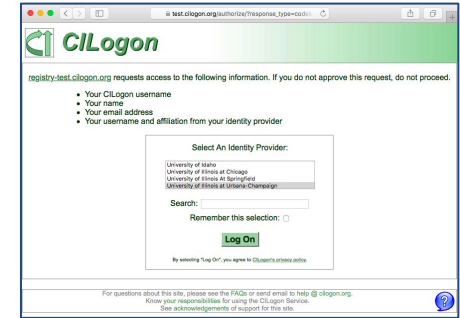 test.cilogon.org/authorize/?response_type=code
CILogon
registry-test.cilogon.org requests access to the following information. If you do not approve this request, do not proceed.
• Your CILogon username
• Your name
• Your email address
• Your username and affiliation from your identity provider
Select An Identity Provider:
University of Idaho
University of Illinois at Chicago
University of Illinois At Springfield
University of Illinois at Urbana-Champaign
Search:
Remember this selection:
Log On
By selecting "Log On", you agree to CILogon's privacy policy.
For questions about this site, please see the FAQs or send email to help @ cilogon.org.
Know your responsibilities for using the CILogon Service.
See acknowledgements of support for this site.
?